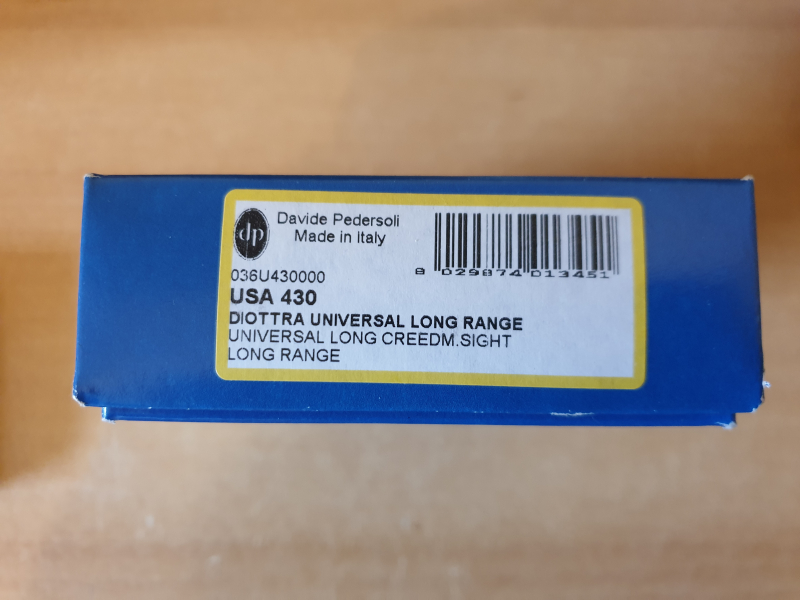 dp
Davide Pedersoli
Made in Italy
8 029874 013451
036U430000
USA 430
DIOTTRA UNIVERSAL LONG RANGE
UNIVERSAL LONG CREEDM.SIGHT
LONG RANGE